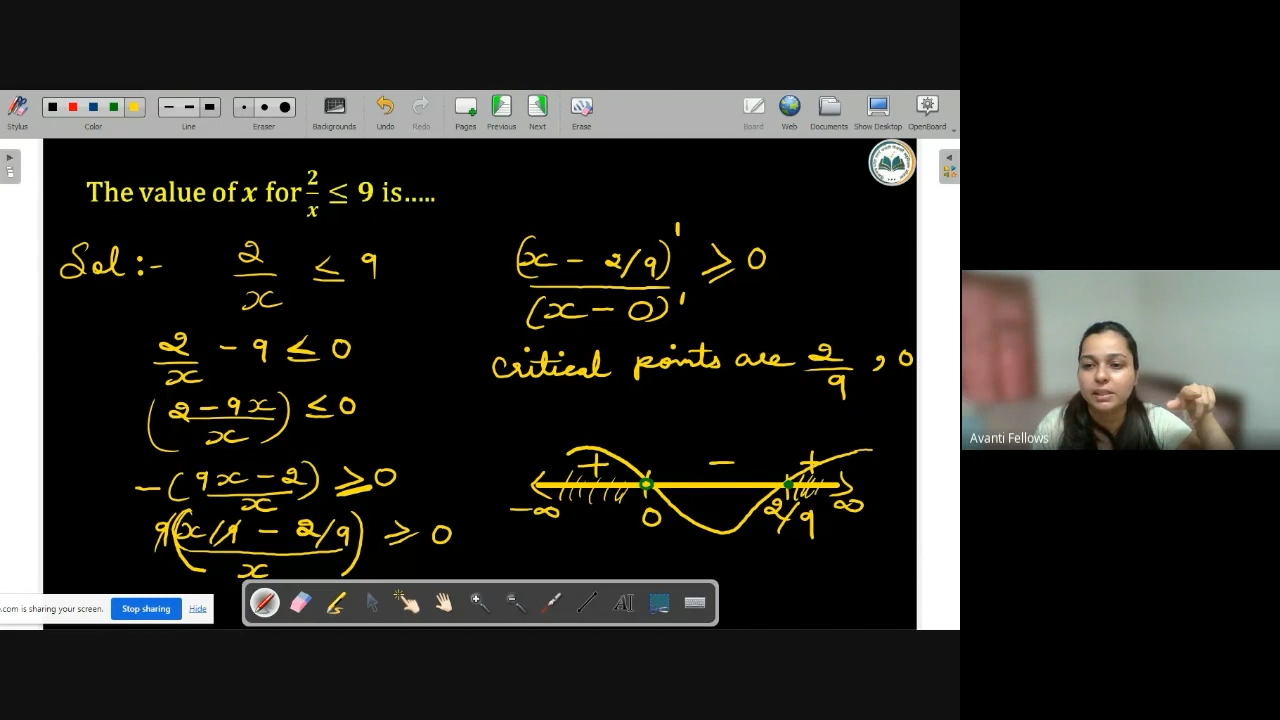 Stylus
Color
Line
Eraser
Backgrounds
Undo
Redo
Pages
Previous
Next
Erase
Board
Web
Documents
Show Desktop
OpenBoard
The value of x for 2/x ≤ 9 is.....
Sol :- 2/x ≤ 9
2/x - 9 ≤ 0
(2 - 9x / x) ≤ 0
- (9x - 2 / x) ≥ 0
9(x/9 - 2/9 / x) ≥ 0
(x - 2/9)' / (x - 0)' ≥ 0
critical points are 2/9 , 0
+ - +
-∞ 0 2/9 ∞
Avanti Fellows
.com is sharing your screen. Stop sharing Hide
AI